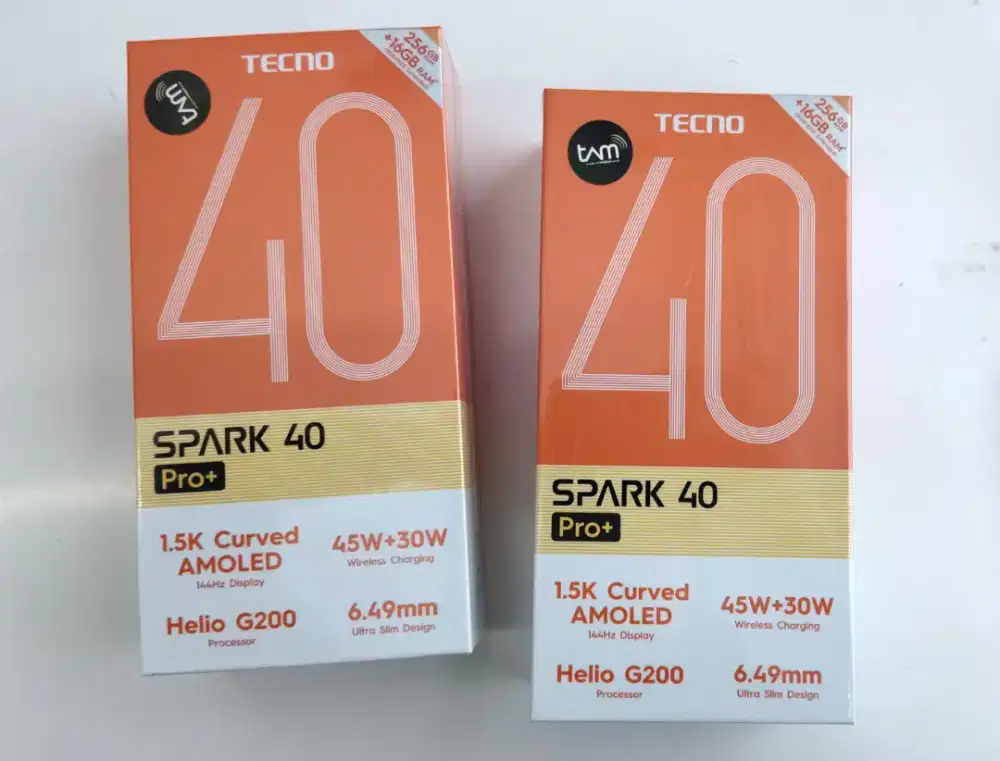 TECNO
256GB
+16GB RAM*
tam
40
SPARK 40
Pro+
1.5K Curved
AMOLED
144Hz Display
45W+30W
Wireless Charging
Helio G200
Processor
6.49mm
Ultra Slim Design
TECNO
256GB
+16GB RAM*
tam
40
SPARK 40
Pro+
1.5K Curved
AMOLED
144Hz Display
45W+30W
Wireless Charging
Helio G200
Processor
6.49mm
Ultra Slim Design